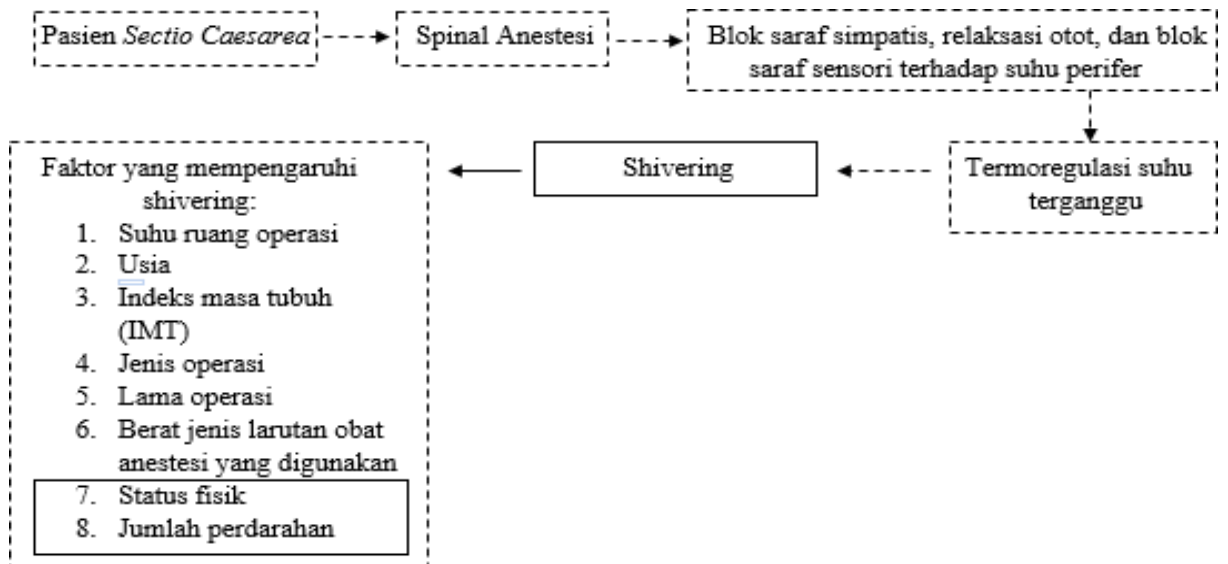 Pasien Sectio Caesarea
Spinal Anestesi
Blok saraf simpatis, relaksasi otot, dan blok
saraf sensori terhadap suhu perifer
Termoregulasi suhu
terganggu
Shivering
Faktor yang mempengaruhi
shivering:
1. Suhu ruang operasi
2. Usia
3. Indeks masa tubuh
(IMT)
4. Jenis operasi
5. Lama operasi
6. Berat jenis larutan obat
anestesi yang digunakan
7. Status fisik
8. Jumlah perdarahan